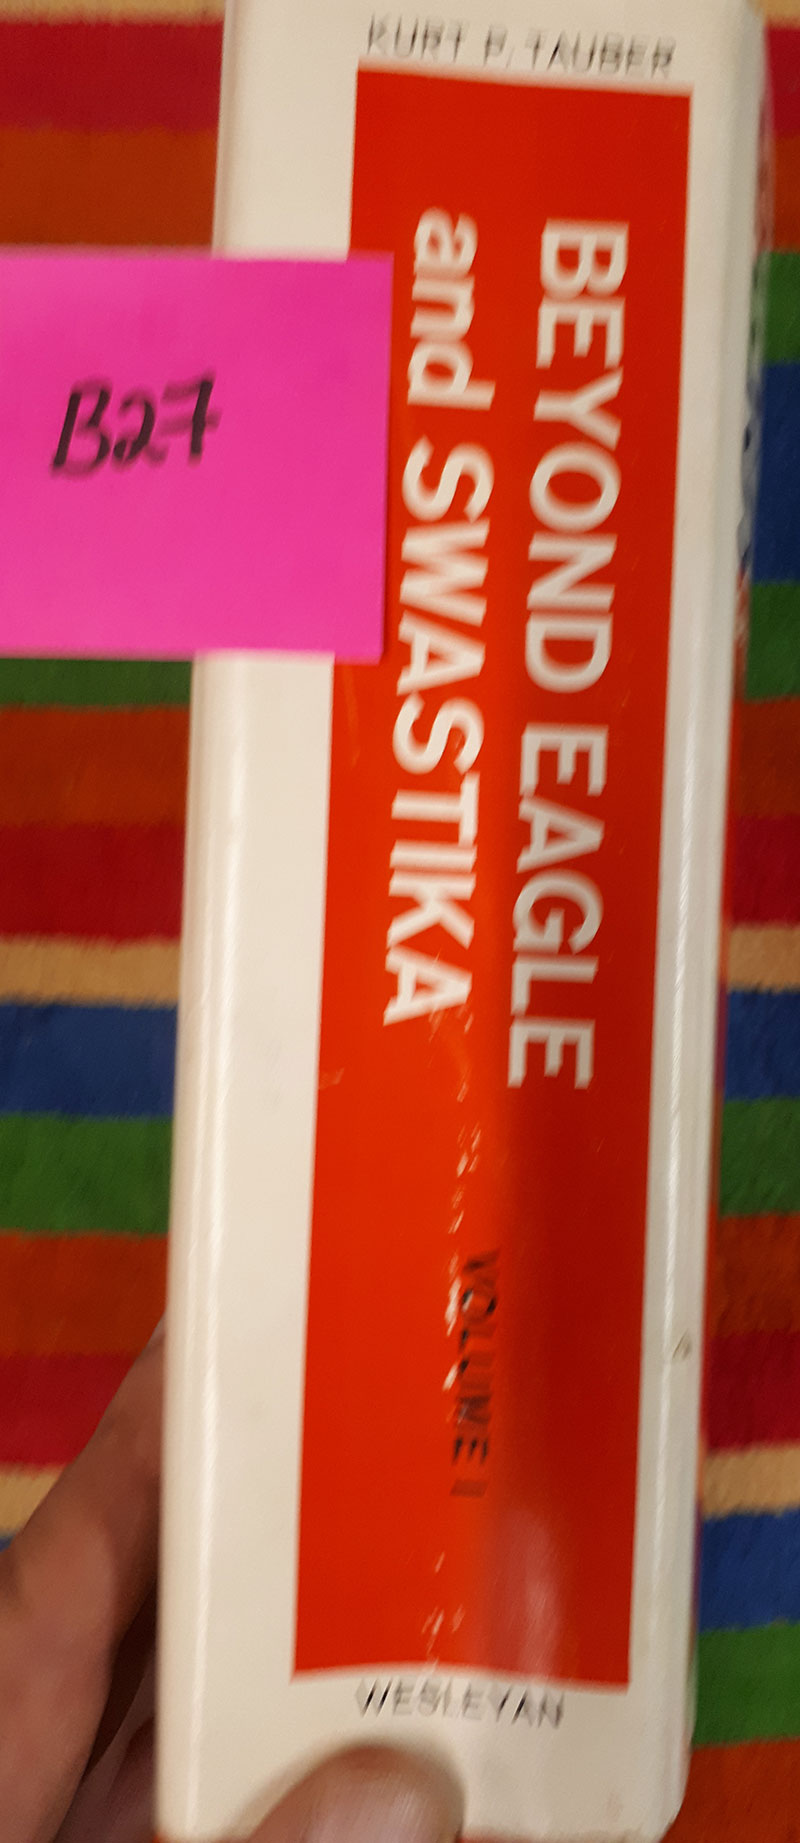 KURT P. TAUBER
BEYOND EAGLE
and SWASTIKA
VOLUME I
WESLEYAN
B27